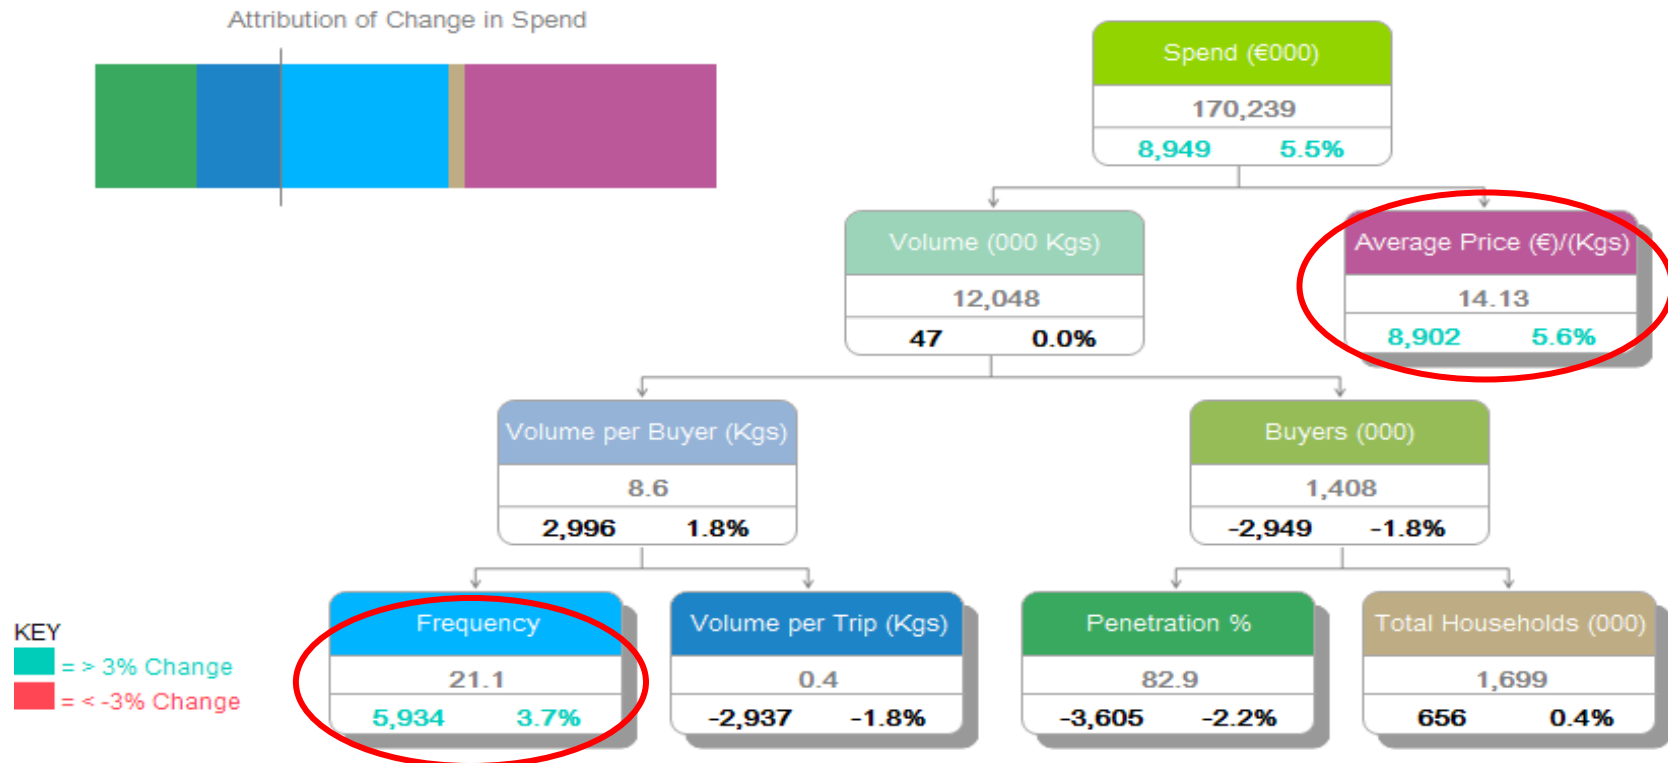 Attribution of Change in Spend
Spend (€000)
170,239
8,949 5.5%
Volume (000 Kgs)
12,048
47 0.0%
Average Price (€)/(Kgs)
14.13
8,902 5.6%
Volume per Buyer (Kgs)
8.6
2,996 1.8%
Buyers (000)
1,408
-2,949 -1.8%
Frequency
21.1
5,934 3.7%
Volume per Trip (Kgs)
0.4
-2,937 -1.8%
Penetration %
82.9
-3,605 -2.2%
Total Households (000)
1,699
656 0.4%
KEY
= > 3% Change
= < -3% Change